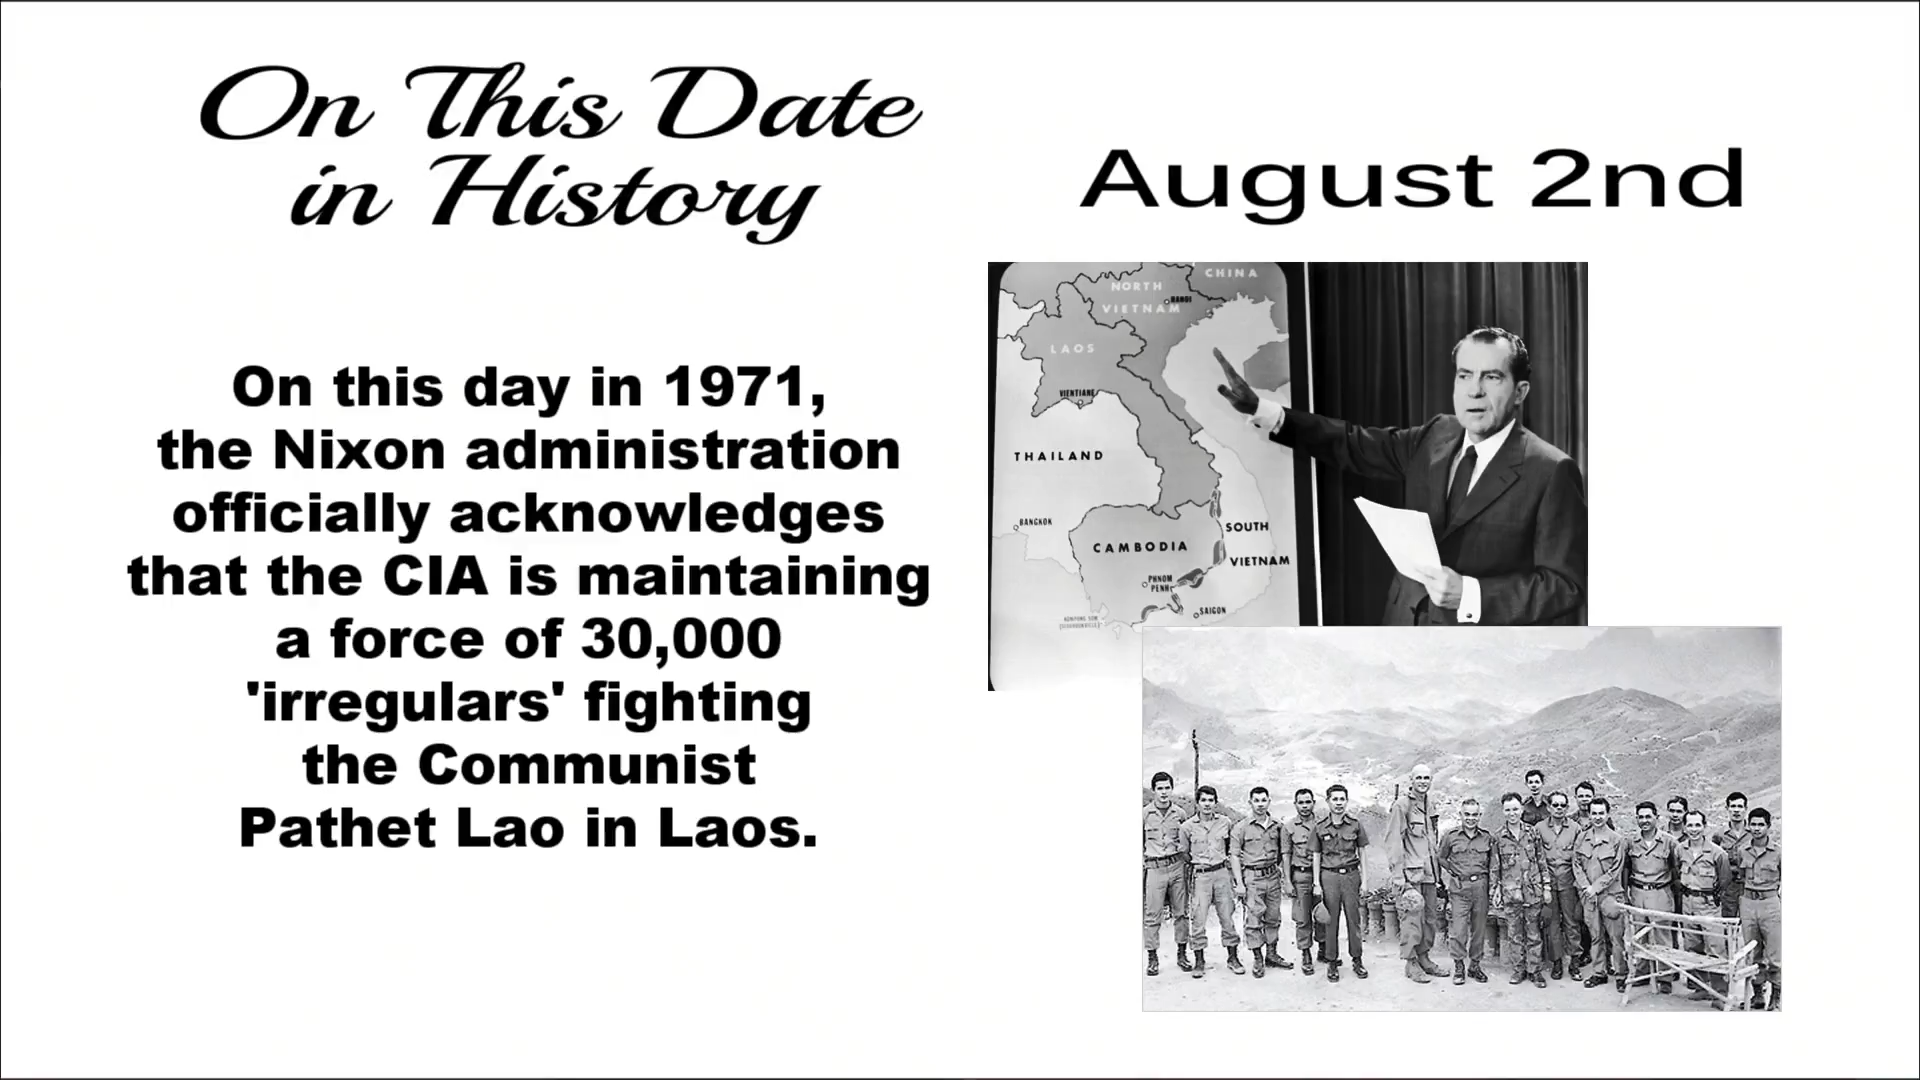 On This Date
in History
August 2nd
On this day in 1971,
the Nixon administration
officially acknowledges
that the CIA is maintaining
a force of 30,000
'irregulars' fighting
the Communist
Pathet Lao in Laos.
CHINA
NORTH
VIETNAM
HANOI
LAOS
VIENTIANE
THAILAND
BANGKOK
SOUTH
VIETNAM
CAMBODIA
PHNOM
PENH
SAIGON